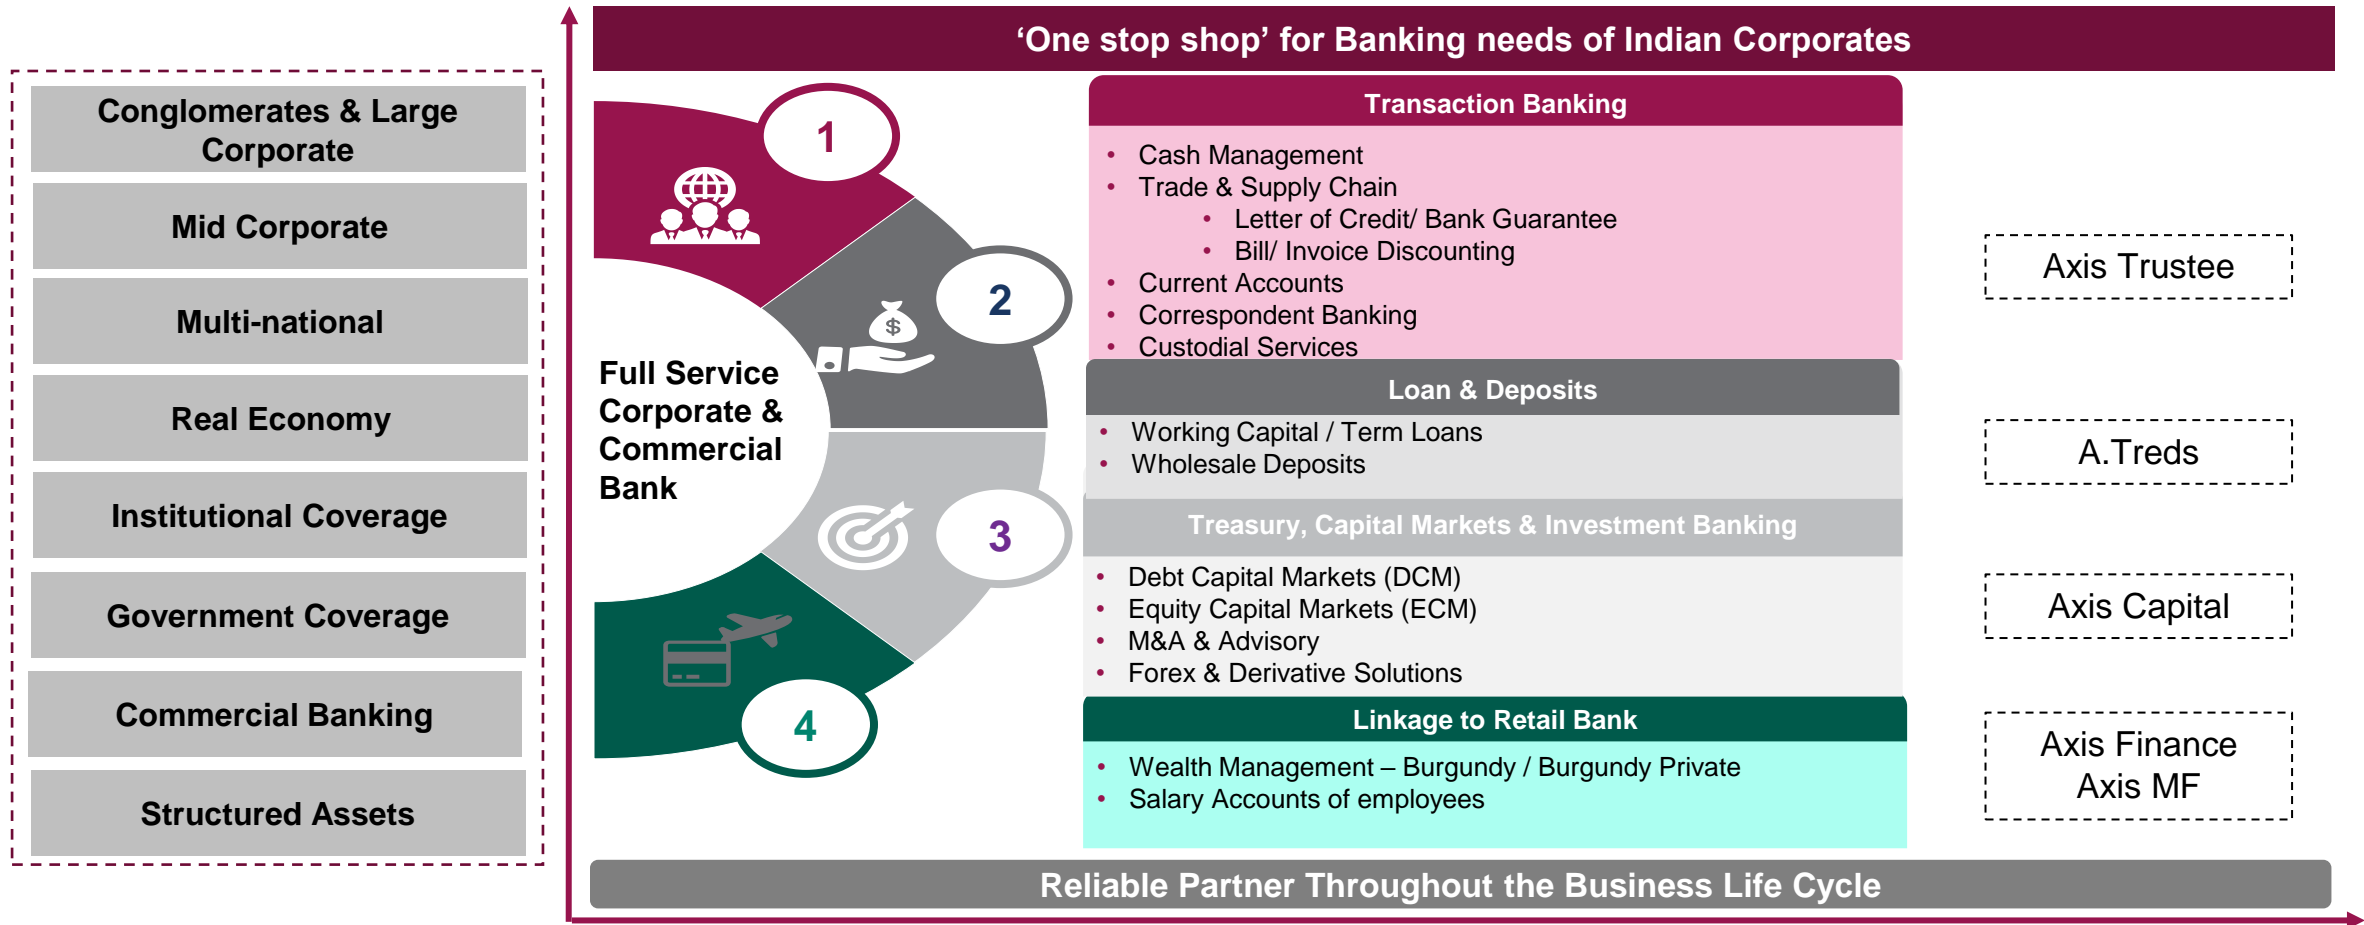 ‘One stop shop’ for Banking needs of Indian Corporates
Conglomerates & Large
Corporate
Mid Corporate
Multi-national
Real Economy
Institutional Coverage
Government Coverage
Commercial Banking
Structured Assets
Full Service
Corporate &
Commercial
Bank
1
2
$
3
4
Transaction Banking
• Cash Management
• Trade & Supply Chain
• Letter of Credit/ Bank Guarantee
• Bill/ Invoice Discounting
• Current Accounts
• Correspondent Banking
• Custodial Services
Loan & Deposits
• Working Capital / Term Loans
• Wholesale Deposits
Treasury, Capital Markets & Investment Banking
• Debt Capital Markets (DCM)
• Equity Capital Markets (ECM)
• M&A & Advisory
• Forex & Derivative Solutions
Linkage to Retail Bank
• Wealth Management – Burgundy / Burgundy Private
• Salary Accounts of employees
Axis Trustee
A.Treds
Axis Capital
Axis Finance
Axis MF
Reliable Partner Throughout the Business Life Cycle